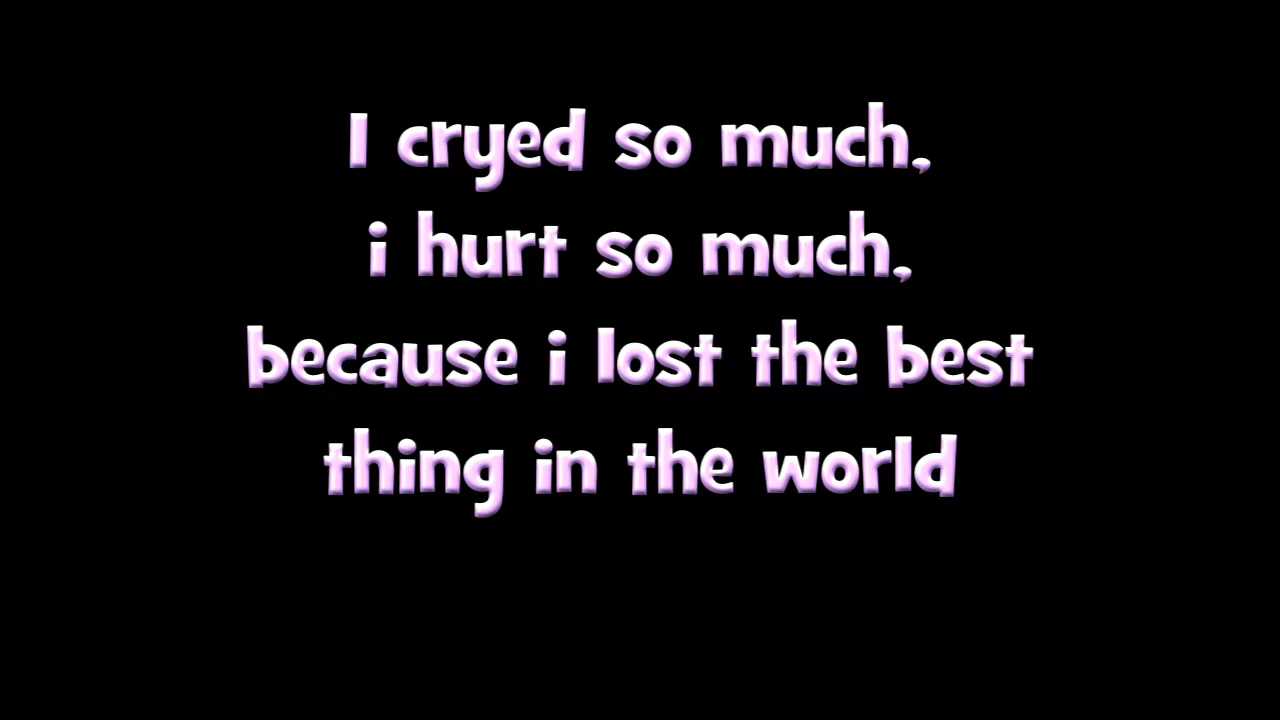 I cryed so much,
i hurt so much,
because i lost the best
thing in the world